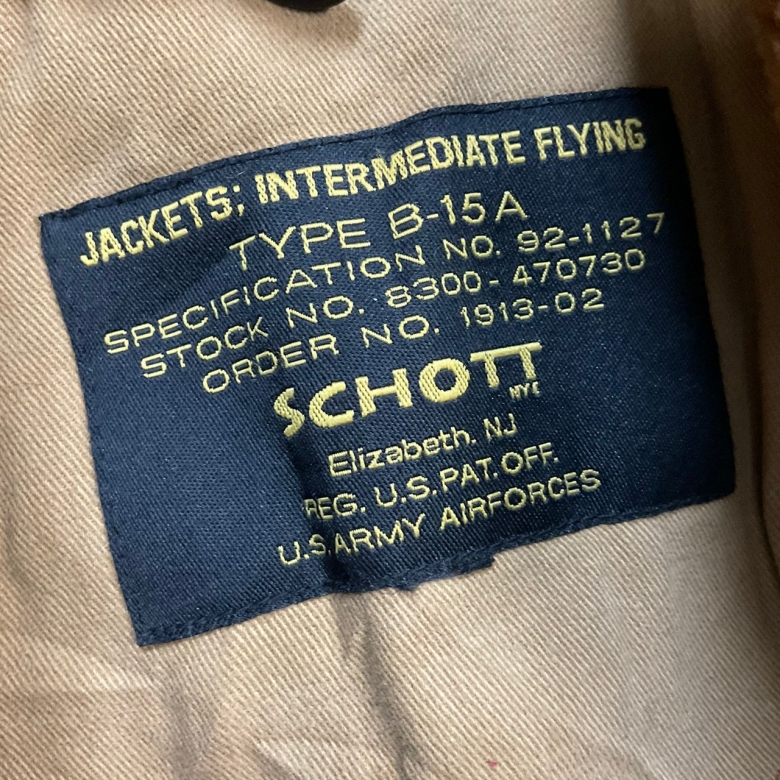 JACKETS; INTERMEDIATE FLYING
TYPE B-15A
SPECIFICATION NO. 92-1127
STOCK NO. 8300-470730
ORDER NO. 1913-02
SCHOTT
NYC
Elizabeth. NJ
REG. U.S.PAT.OFF.
U.S.ARMY AIRFORCES